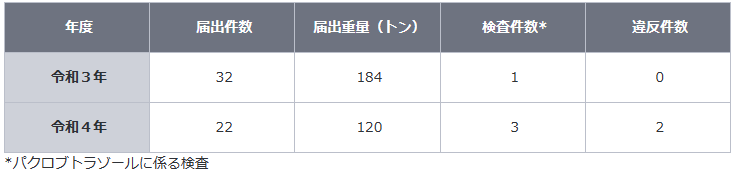 年度 届出件数 届出重量（トン） 検査件数* 違反件数
令和３年 32 184 1 0
令和４年 22 120 3 2
*パクロブトラゾールに係る検査